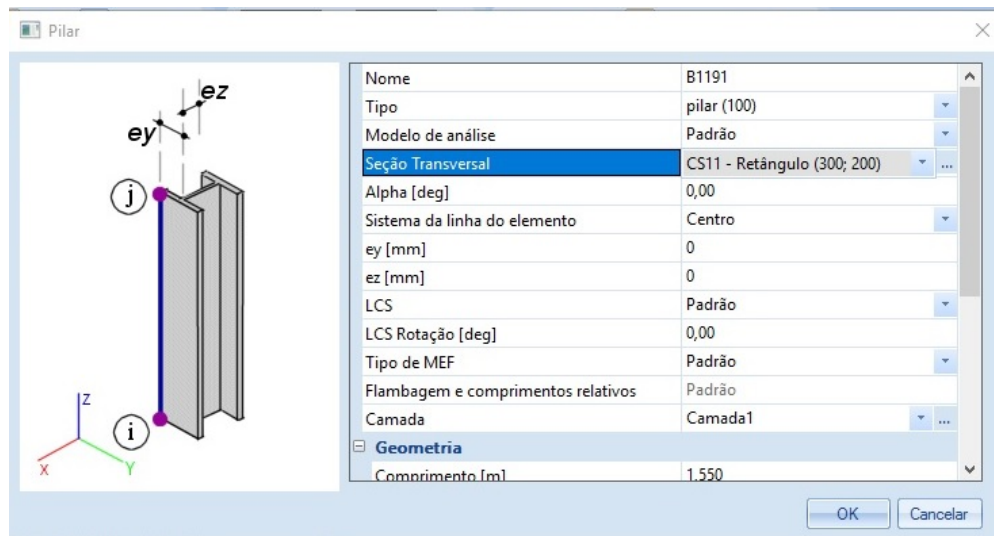 Pilar
ez
ey
j
i
Z
X
Y
Nome B1191
Tipo pilar (100)
Modelo de análise Padrão
Seção Transversal CS11 - Retângulo (300; 200) ...
Alpha [deg] 0,00
Sistema da linha do elemento Centro
ey [mm] 0
ez [mm] 0
LCS Padrão
LCS Rotação [deg] 0,00
Tipo de MEF Padrão
Flambagem e comprimentos relativos Padrão
Camada Camada1 ...
Geometria
Comprimento [m] 1,550
OK Cancelar